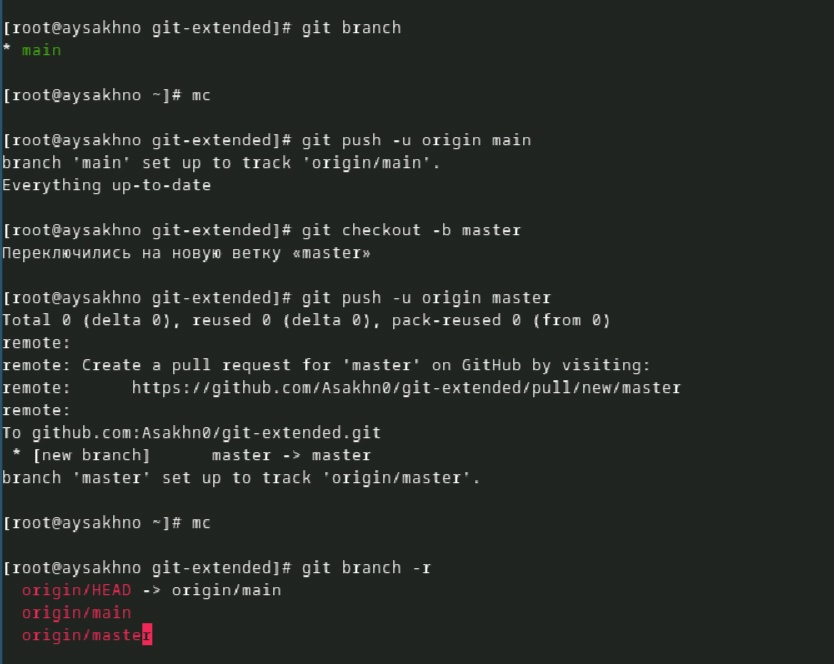 [root@aysakhno git-extended]# git branch
* main
[root@aysakhno ~]# mc
[root@aysakhno git-extended]# git push -u origin main
branch 'main' set up to track 'origin/main'.
Everything up-to-date
[root@aysakhno git-extended]# git checkout -b master
Переключились на новую ветку «master»
[root@aysakhno git-extended]# git push -u origin master
Total 0 (delta 0), reused 0 (delta 0), pack-reused 0 (from 0)
remote:
remote: Create a pull request for 'master' on GitHub by visiting:
remote:      https://github.com/Asakhn0/git-extended/pull/new/master
remote:
To github.com:Asakhn0/git-extended.git
 * [new branch]      master -> master
branch 'master' set up to track 'origin/master'.
[root@aysakhno ~]# mc
[root@aysakhno git-extended]# git branch -r
  origin/HEAD -> origin/main
  origin/main
  origin/master